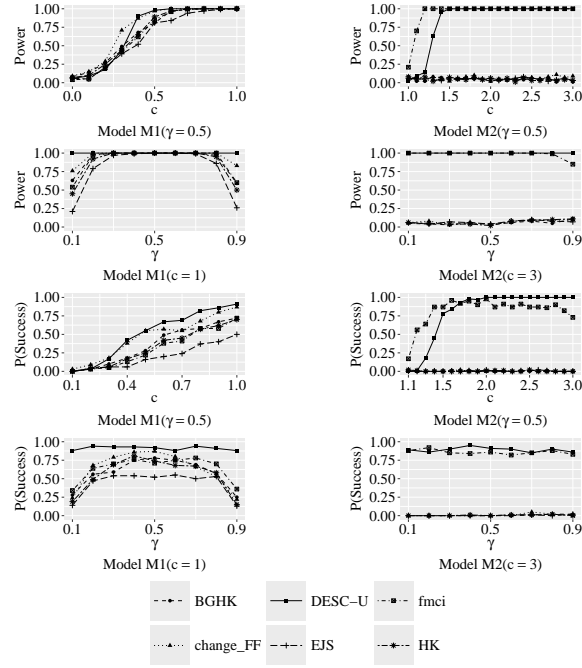 Power
1.00
0.75
0.50
0.25
0.00
0.0
0.5
1.0
c
Model M1(γ = 0.5)
Power
1.00
0.75
0.50
0.25
0.00
1.0
1.5
2.0
2.5
3.0
c
Model M2(γ = 0.5)
Power
1.00
0.75
0.50
0.25
0.00
0.1
0.5
0.9
γ
Model M1(c = 1)
Power
1.00
0.75
0.50
0.25
0.00
0.1
0.5
0.9
γ
Model M2(c = 3)
P(Success)
1.00
0.75
0.50
0.25
0.00
0.1
0.4
0.7
1.0
c
Model M1(γ = 0.5)
P(Success)
1.00
0.75
0.50
0.25
0.00
1.1
1.5
2.0
2.5
3.0
c
Model M2(γ = 0.5)
P(Success)
1.00
0.75
0.50
0.25
0.00
0.1
0.5
0.9
γ
Model M1(c = 1)
P(Success)
1.00
0.75
0.50
0.25
0.00
0.1
0.5
0.9
γ
Model M2(c = 3)
BGHK
DESC−U
fmci
change_FF
EJS
HK